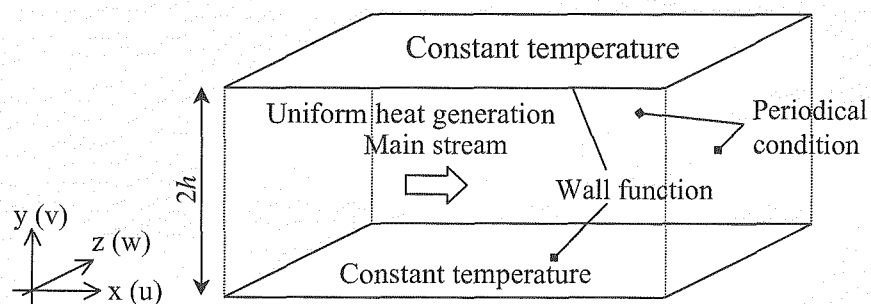 Constant temperature
Uniform heat generation
Main stream
Periodical
condition
2h
Wall function
y (v)
z (w)
x (u)
Constant temperature